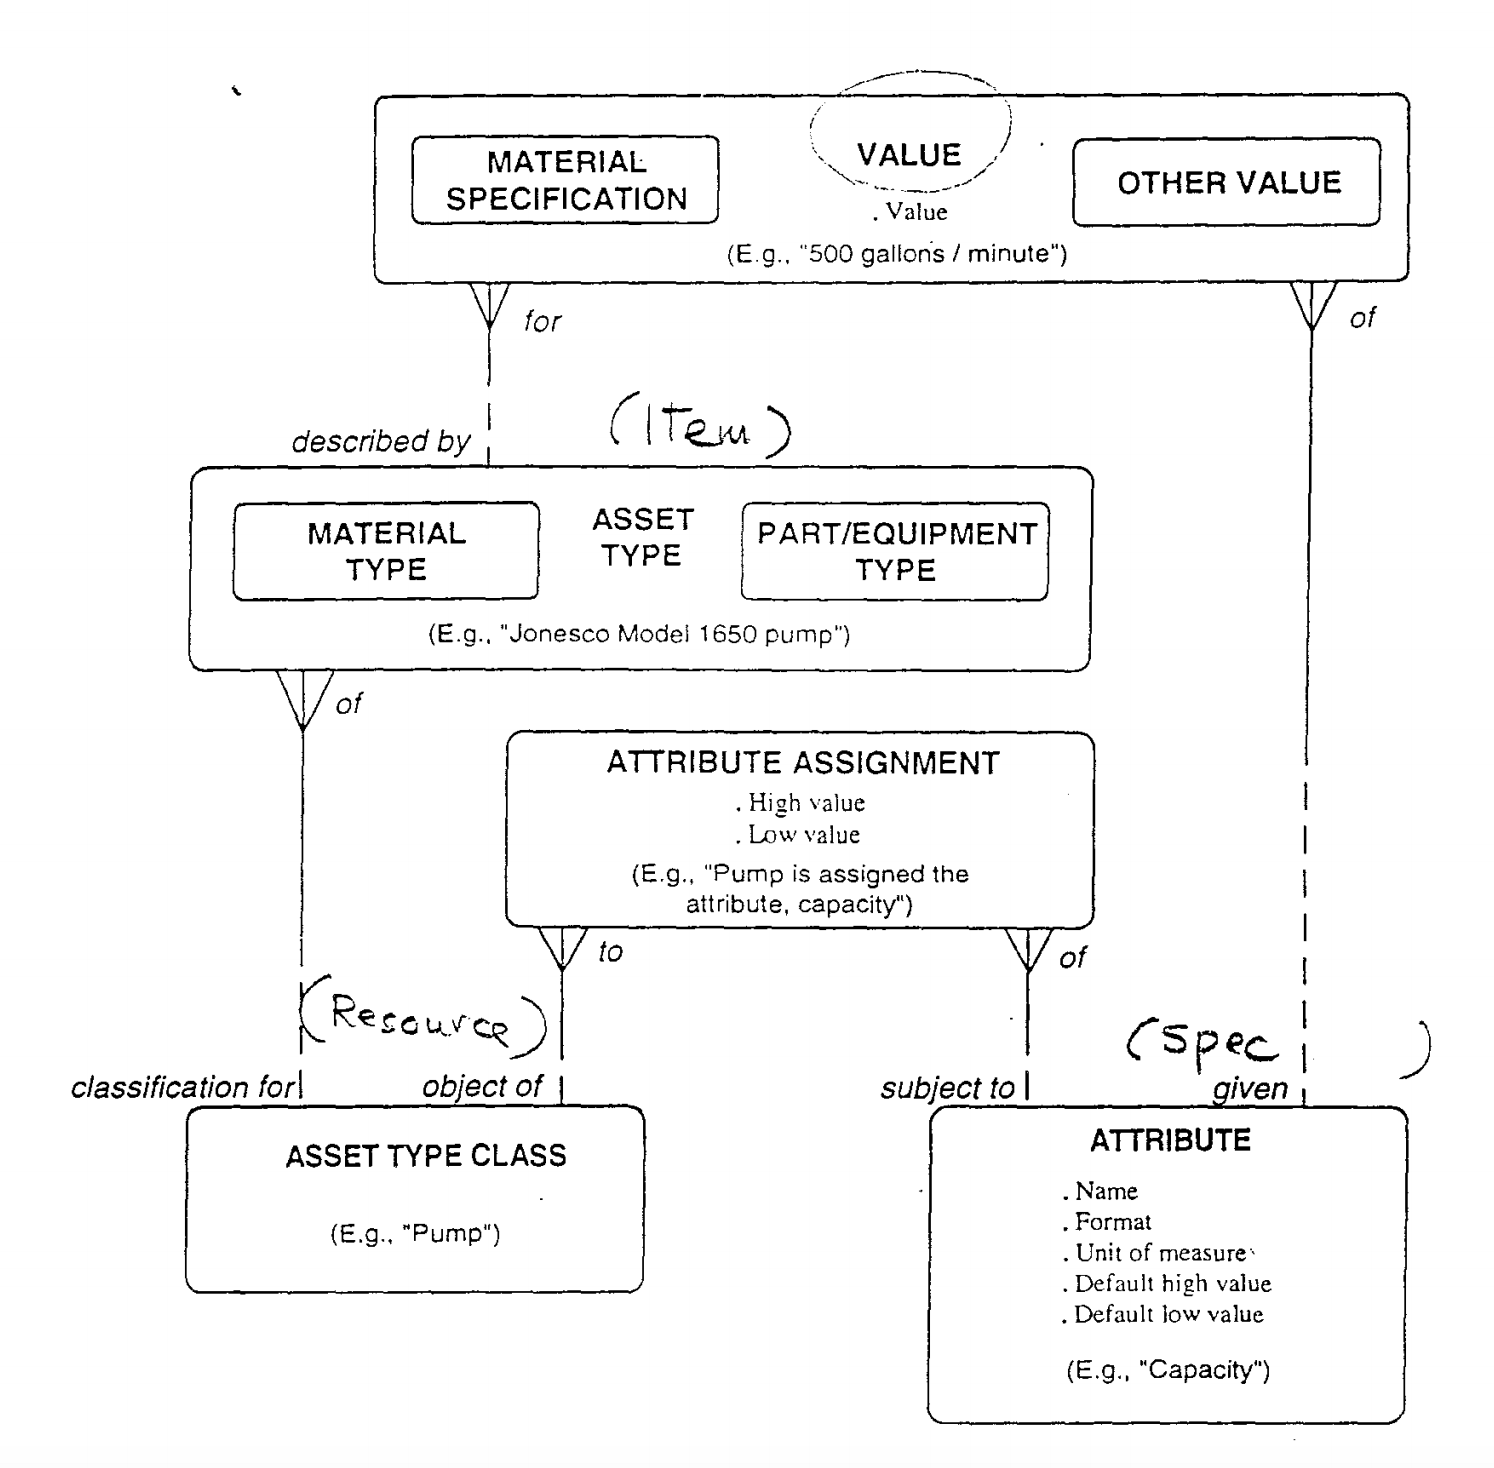 MATERIAL
SPECIFICATION
VALUE
. Value
(E.g., "500 gallons / minute")
OTHER VALUE
for
of
described by
(ITem)
MATERIAL
TYPE
ASSET
TYPE
PART/EQUIPMENT
TYPE
(E.g., "Jonesco Model 1650 pump")
of
ATTRIBUTE ASSIGNMENT
. High value
. Low value
(E.g., "Pump is assigned the
attribute, capacity")
to
of
(Resource)
(Spec )
classification for
object of
subject to
given
ASSET TYPE CLASS
(E.g., "Pump")
ATTRIBUTE
. Name
. Format
. Unit of measure
. Default high value
. Default low value
(E.g., "Capacity")